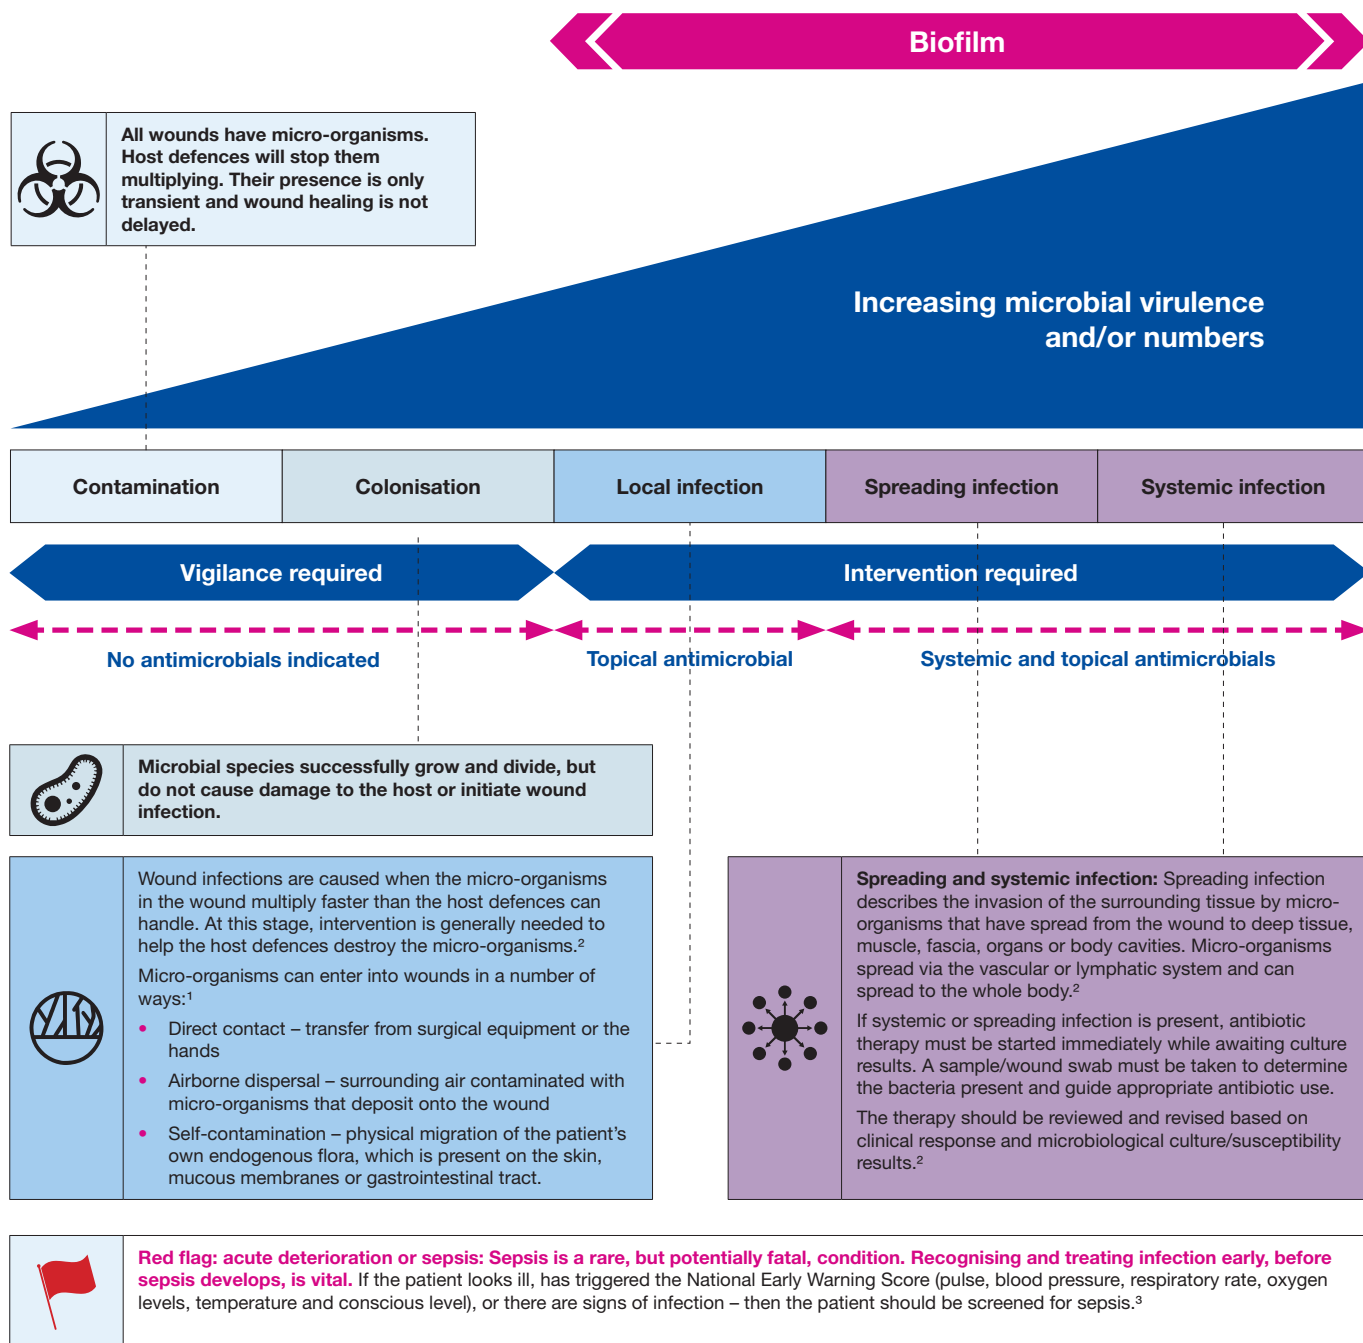 Biofilm
All wounds have micro-organisms.
Host defences will stop them
multiplying. Their presence is only
transient and wound healing is not
delayed.
Increasing microbial virulence
and/or numbers
Contamination
Colonisation
Local infection
Spreading infection
Systemic infection
Vigilance required
Intervention required
No antimicrobials indicated
Topical antimicrobial
Systemic and topical antimicrobials
Microbial species successfully grow and divide, but
do not cause damage to the host or initiate wound
infection.
Wound infections are caused when the micro-organisms
in the wound multiply faster than the host defences can
handle. At this stage, intervention is generally needed to
help the host defences destroy the micro-organisms.²
Micro-organisms can enter into wounds in a number of
ways:¹
• Direct contact – transfer from surgical equipment or the
hands
• Airborne dispersal – surrounding air contaminated with
micro-organisms that deposit onto the wound
• Self-contamination – physical migration of the patient’s
own endogenous flora, which is present on the skin,
mucous membranes or gastrointestinal tract.
Spreading and systemic infection: Spreading infection
describes the invasion of the surrounding tissue by micro-
organisms that have spread from the wound to deep tissue,
muscle, fascia, organs or body cavities. Micro-organisms
spread via the vascular or lymphatic system and can
spread to the whole body.²
If systemic or spreading infection is present, antibiotic
therapy must be started immediately while awaiting culture
results. A sample/wound swab must be taken to determine
the bacteria present and guide appropriate antibiotic use.
The therapy should be reviewed and revised based on
clinical response and microbiological culture/susceptibility
results.²
Red flag: acute deterioration or sepsis: Sepsis is a rare, but potentially fatal, condition. Recognising and treating infection early, before
sepsis develops, is vital. If the patient looks ill, has triggered the National Early Warning Score (pulse, blood pressure, respiratory rate, oxygen
levels, temperature and conscious level), or there are signs of infection – then the patient should be screened for sepsis.³